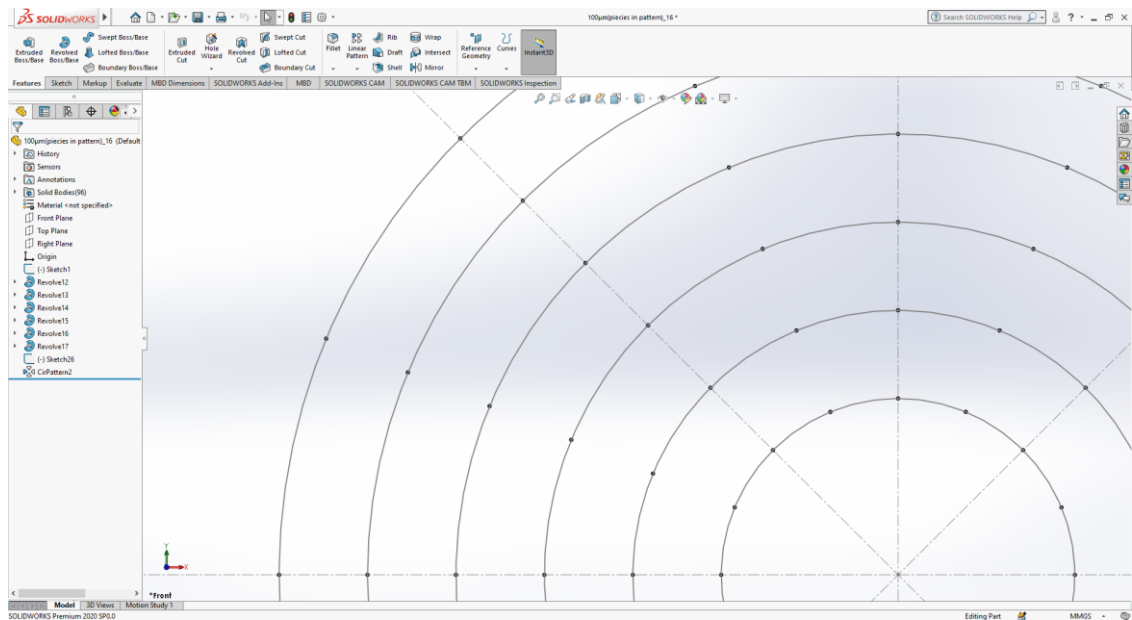 SOLIDWORKS
100µm(piecies in pattern)_16 *
Search SOLIDWORKS Help
Extruded Boss/Base
Revolved Boss/Base
Swept Boss/Base
Lofted Boss/Base
Boundary Boss/Base
Extruded Cut
Hole Wizard
Revolved Cut
Swept Cut
Lofted Cut
Boundary Cut
Fillet
Linear Pattern
Rib
Draft
Shell
Wrap
Intersect
Mirror
Reference Geometry
Curves
Instant3D
Features Sketch Markup Evaluate MBD Dimensions SOLIDWORKS Add-Ins MBD SOLIDWORKS CAM SOLIDWORKS CAM TBM SOLIDWORKS Inspection
100µm(piecies in pattern)_16 (Default
History
Sensors
Annotations
Solid Bodies(96)
Material <not specified>
Front Plane
Top Plane
Right Plane
Origin
(-) Sketch1
Revolve12
Revolve13
Revolve14
Revolve15
Revolve16
Revolve17
(-) Sketch26
CirPattern2
Y
X
*Front
Model 3D Views Motion Study 1
SOLIDWORKS Premium 2020 SP0.0
Editing Part
MMGS